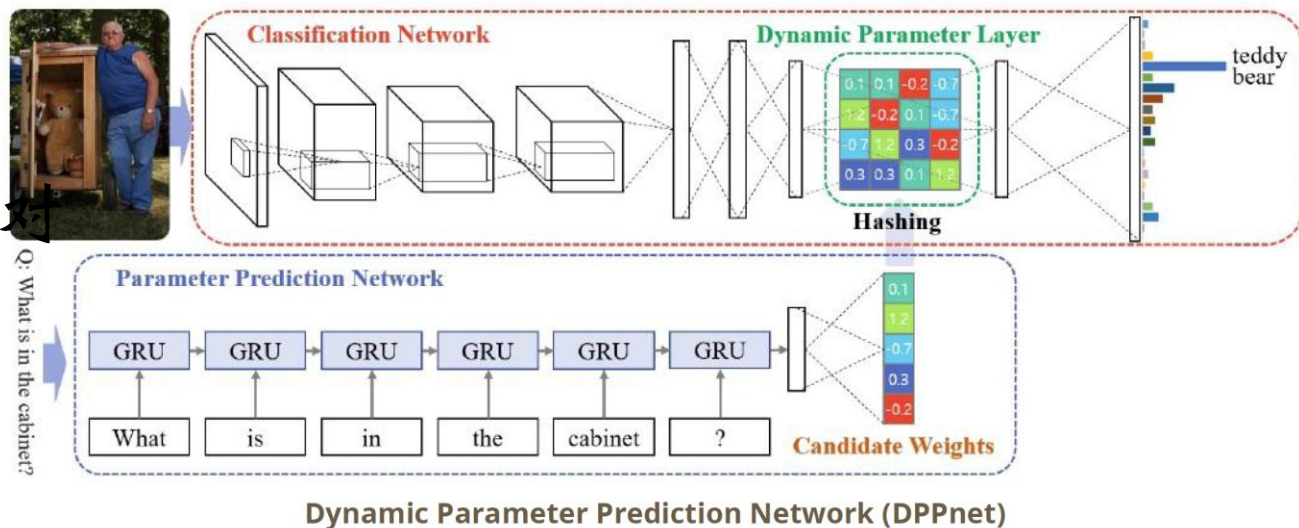 Classification Network
Dynamic Parameter Layer
teddy
bear
0.1 0.1 -0.2 -0.7
1.2 -0.2 0.1 -0.7
-0.7 1.2 0.3 -0.2
0.3 0.3 0.1 1.2
Hashing
对
Q: What is in the cabinet?
Parameter Prediction Network
GRU GRU GRU GRU GRU GRU
What is in the cabinet ?
0.1
1.2
-0.7
0.3
-0.2
Candidate Weights
Dynamic Parameter Prediction Network (DPPnet)